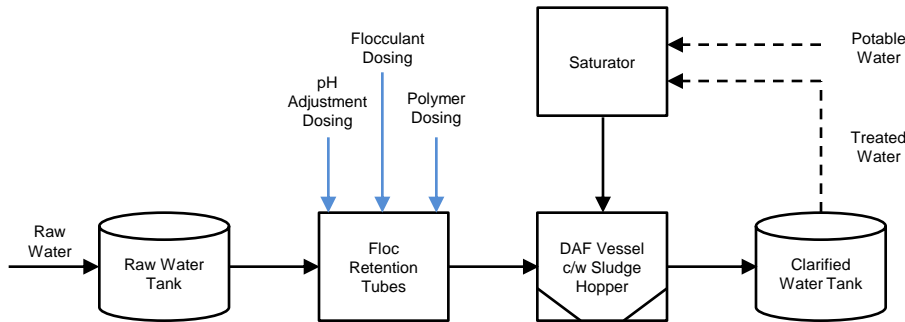 Flocculant
Dosing
pH
Adjustment
Dosing
Polymer
Dosing
Saturator
Potable
Water
Treated
Water
Raw
Water
Raw Water
Tank
Floc
Retention
Tubes
DAF Vessel
c/w Sludge
Hopper
Clarified
Water Tank